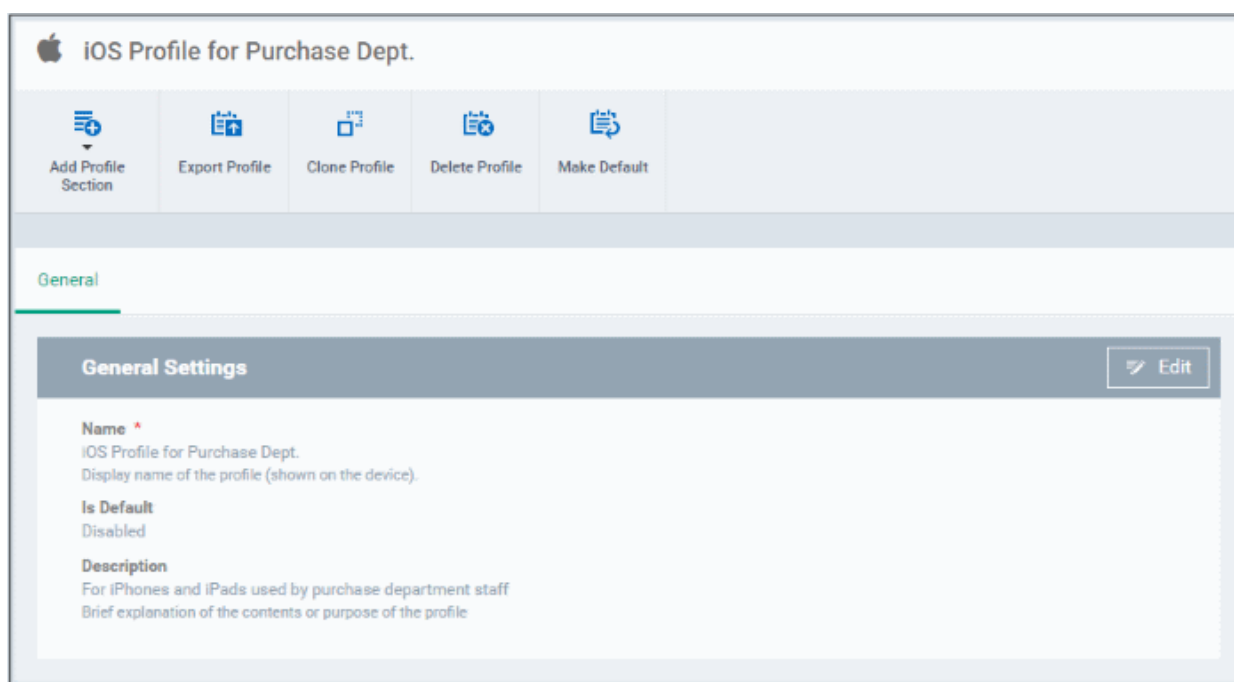 iOS Profile for Purchase Dept.
Add Profile
Section
Export Profile
Clone Profile
Delete Profile
Make Default
General
General Settings
Edit
Name *
iOS Profile for Purchase Dept.
Display name of the profile (shown on the device).
Is Default
Disabled
Description
For iPhones and iPads used by purchase department staff
Brief explanation of the contents or purpose of the profile